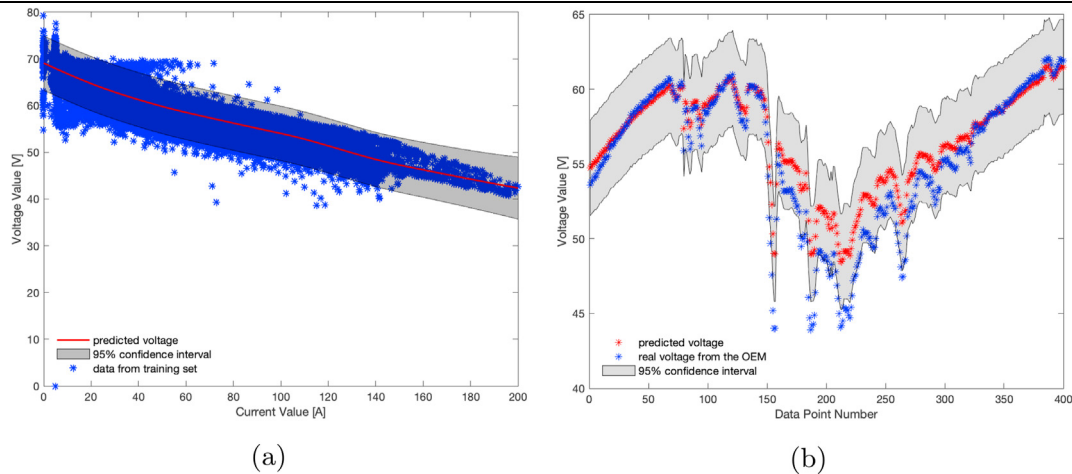 80
70
60
50
40
30
20
10
0
Voltage Value [V]
predicted voltage
95% confidence interval
data from training set
0 20 40 60 80 100 120 140 160 180 200
Current Value [A]
(a)
65
60
55
50
45
40
Voltage Value [V]
predicted voltage
real voltage from the OEM
95% confidence interval
0 50 100 150 200 250 300 350 400
Data Point Number
(b)